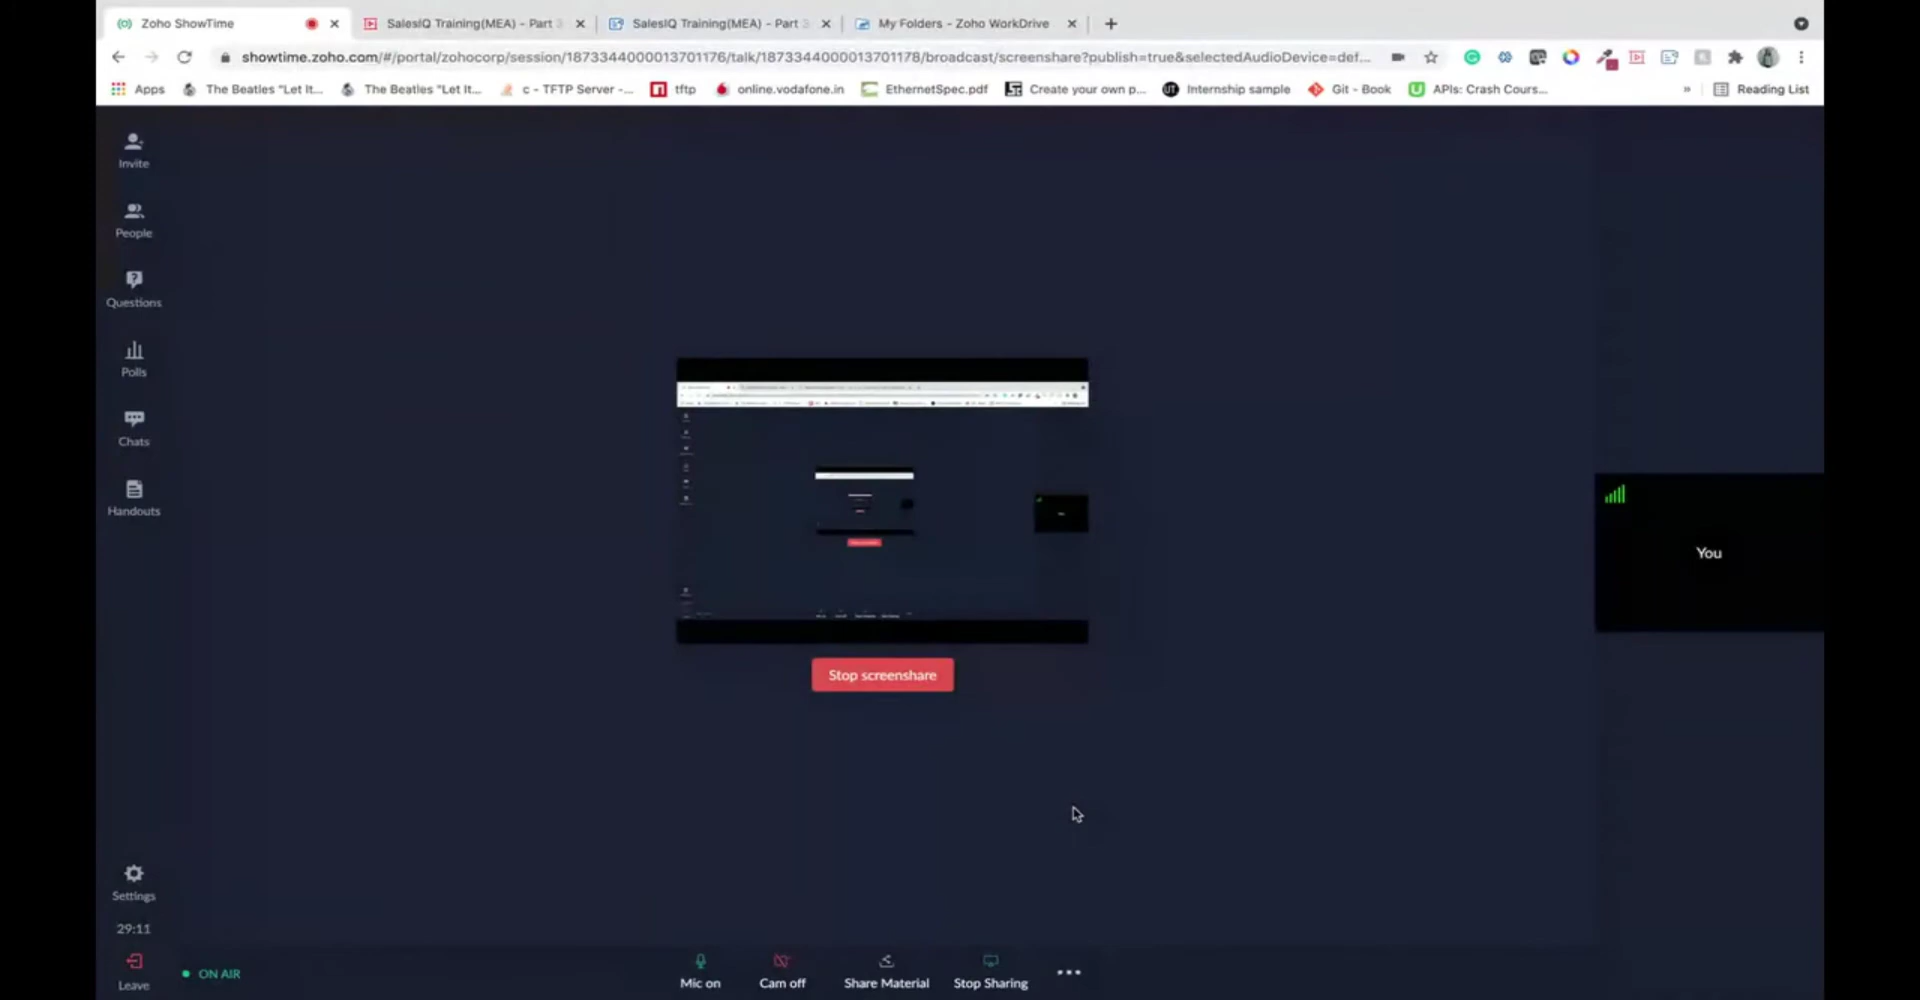 Zoho ShowTime
SalesIQ Training(MEA) - Part 3
SalesIQ Training(MEA) - Part 3
My Folders - Zoho WorkDrive
showtime.zoho.com/#/portal/zohocorp/session/1873344000013701176/talk/1873344000013701178/broadcast/screenshare?publish=true&selectedAudioDevice=def...
Apps
The Beatles "Let It...
The Beatles "Let It...
c - TFTP Server -...
tftp
online.vodafone.in
EthernetSpec.pdf
Create your own p...
Internship sample
Git - Book
APIs: Crash Cours...
»
Reading List
Invite
People
Questions
Polls
Chats
Handouts
You
Stop screenshare
Settings
29:11
Leave
ON AIR
Mic on
Cam off
Share Material
Stop Sharing